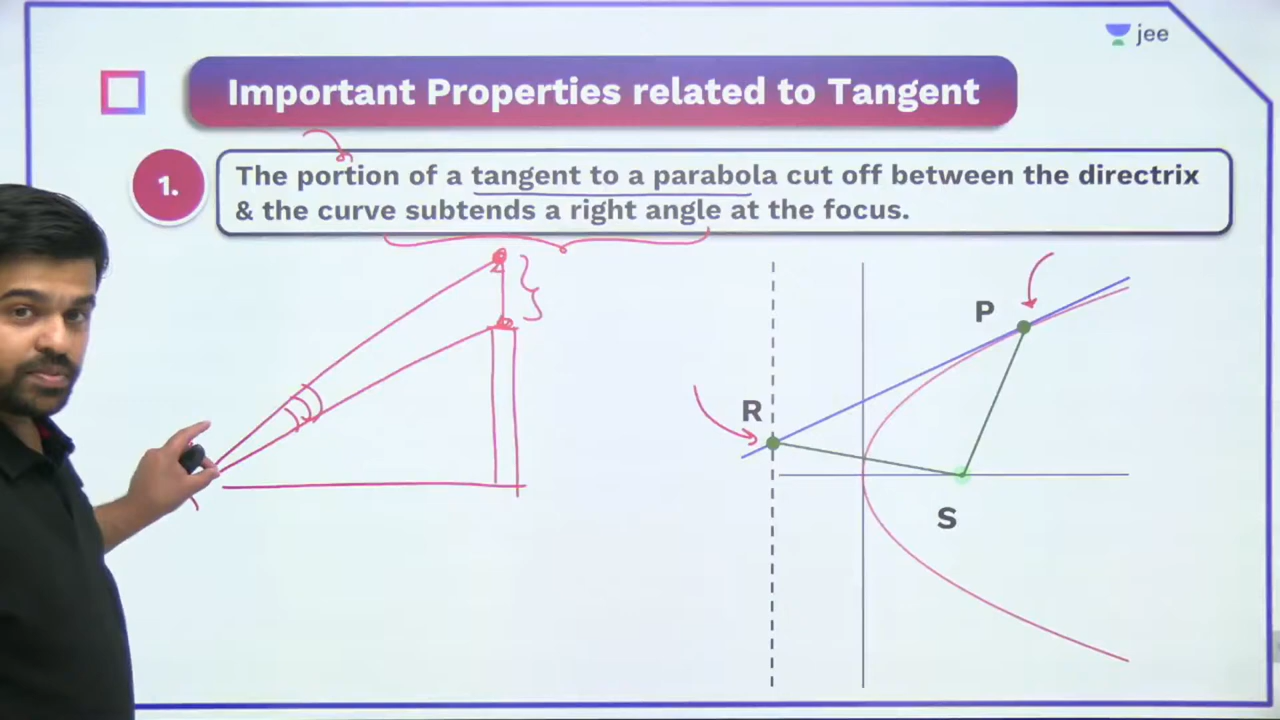 jee
Important Properties related to Tangent
1.
The portion of a tangent to a parabola cut off between the directrix
& the curve subtends a right angle at the focus.
P
R
S